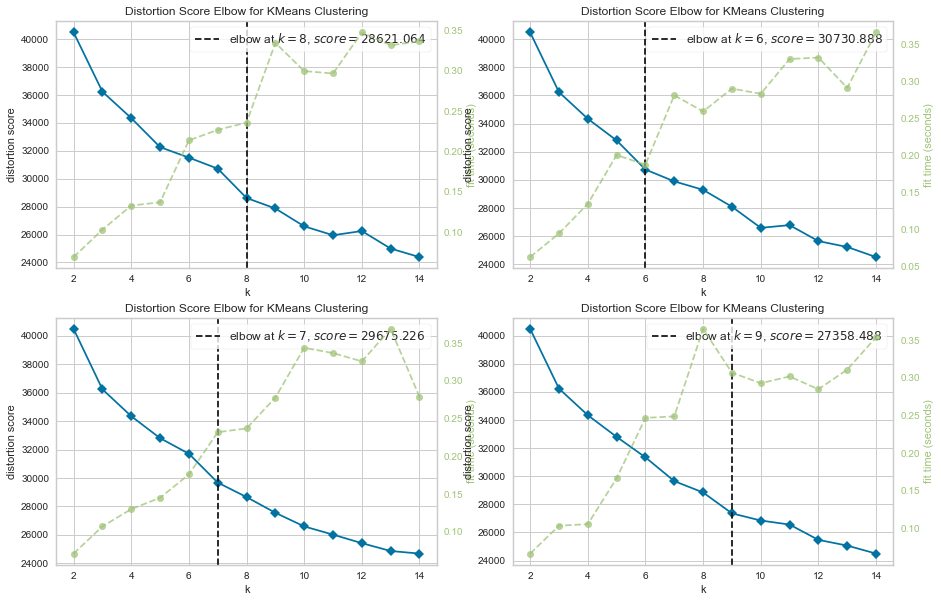 Distortion Score Elbow for KMeans Clustering
elbow at k = 8, score = 28621.064
distortion score
40000
38000
36000
34000
32000
30000
28000
26000
24000
0.35
0.30
0.25
0.20
0.15
0.10
fit time (seconds)
2 4 6 8 10 12 14
k
Distortion Score Elbow for KMeans Clustering
elbow at k = 6, score = 30730.888
distortion score
40000
38000
36000
34000
32000
30000
28000
26000
24000
0.35
0.30
0.25
0.20
0.15
0.10
0.05
fit time (seconds)
2 4 6 8 10 12 14
k
Distortion Score Elbow for KMeans Clustering
elbow at k = 7, score = 29675.226
distortion score
40000
38000
36000
34000
32000
30000
28000
26000
24000
0.35
0.30
0.25
0.20
0.15
0.10
fit time (seconds)
2 4 6 8 10 12 14
k
Distortion Score Elbow for KMeans Clustering
elbow at k = 9, score = 27358.488
distortion score
40000
38000
36000
34000
32000
30000
28000
26000
24000
0.35
0.30
0.25
0.20
0.15
0.10
fit time (seconds)
2 4 6 8 10 12 14
k